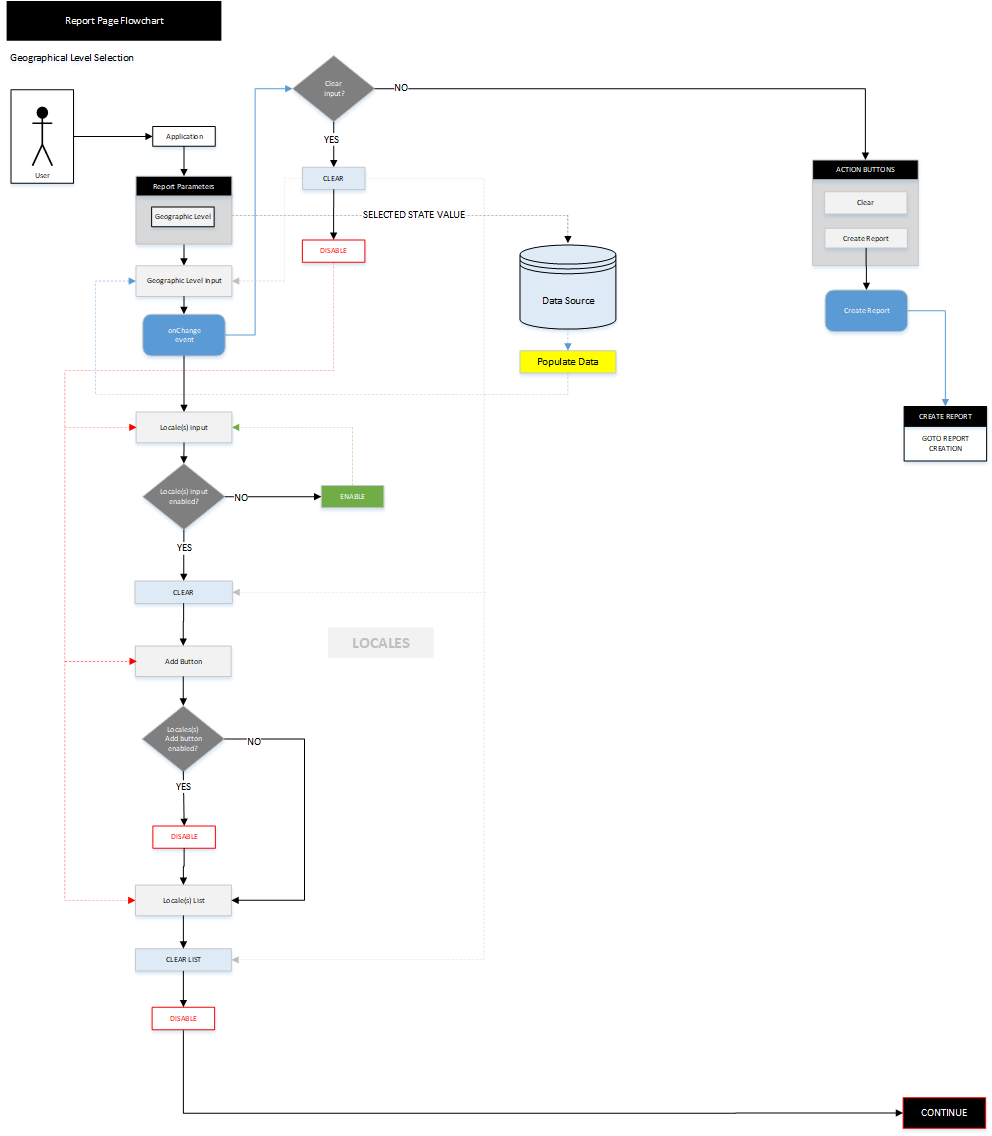 Report Page Flowchart
Geographical Level Selection
User
Application
Report Parameters
Geographic Level
Geographic Level input
onChange
event
Clear
input?
NO
YES
CLEAR
DISABLE
SELECTED STATE VALUE
Data Source
Populate Data
ACTION BUTTONS
Clear
Create Report
Create Report
CREATE REPORT
GOTO REPORT
CREATION
Locale(s) input
Locale(s) input
enabled?
NO
ENABLE
YES
CLEAR
LOCALES
Add Button
Locales(s)
Add button
enabled?
NO
YES
DISABLE
Locale(s) List
CLEAR LIST
DISABLE
CONTINUE